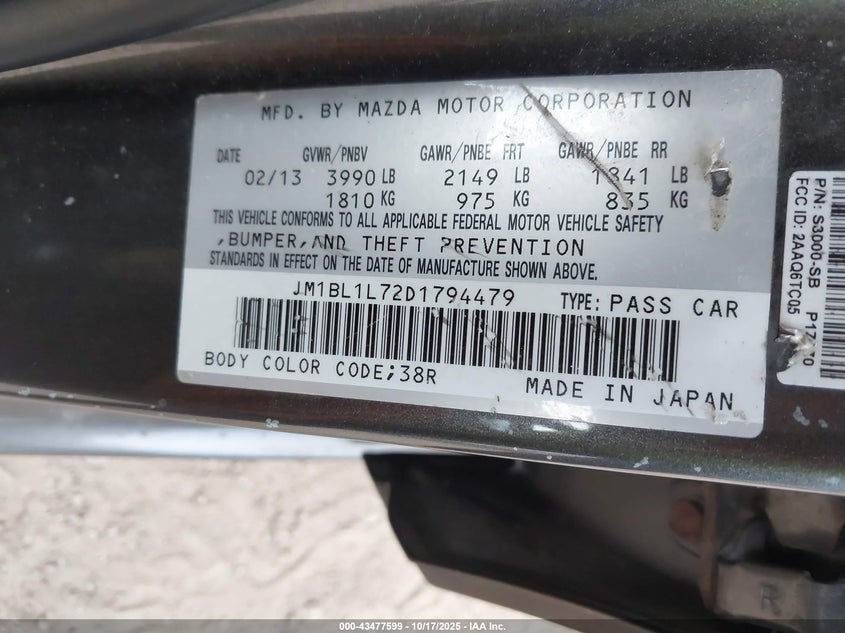 MFD. BY MAZDA MOTOR CORPORATION
DATE GVWR/PNBV GAWR/PNBE FRT GAWR/PNBE RR
02/13 3990 LB 2149 LB 1841 LB
1810 KG 975 KG 835 KG
THIS VEHICLE CONFORMS TO ALL APPLICABLE FEDERAL MOTOR VEHICLE SAFETY
,BUMPER,AND THEFT PREVENTION
STANDARDS IN EFFECT ON THE DATE OF MANUFACTURE SHOWN ABOVE.
JM1BL1L72D1794479 TYPE: PASS CAR
BODY COLOR CODE;38R
MADE IN JAPAN
P/N: S3D00-SB
FCC ID: 2AAQ6TC05
R
000-43477599 - 10/17/2025 - IAA Inc.